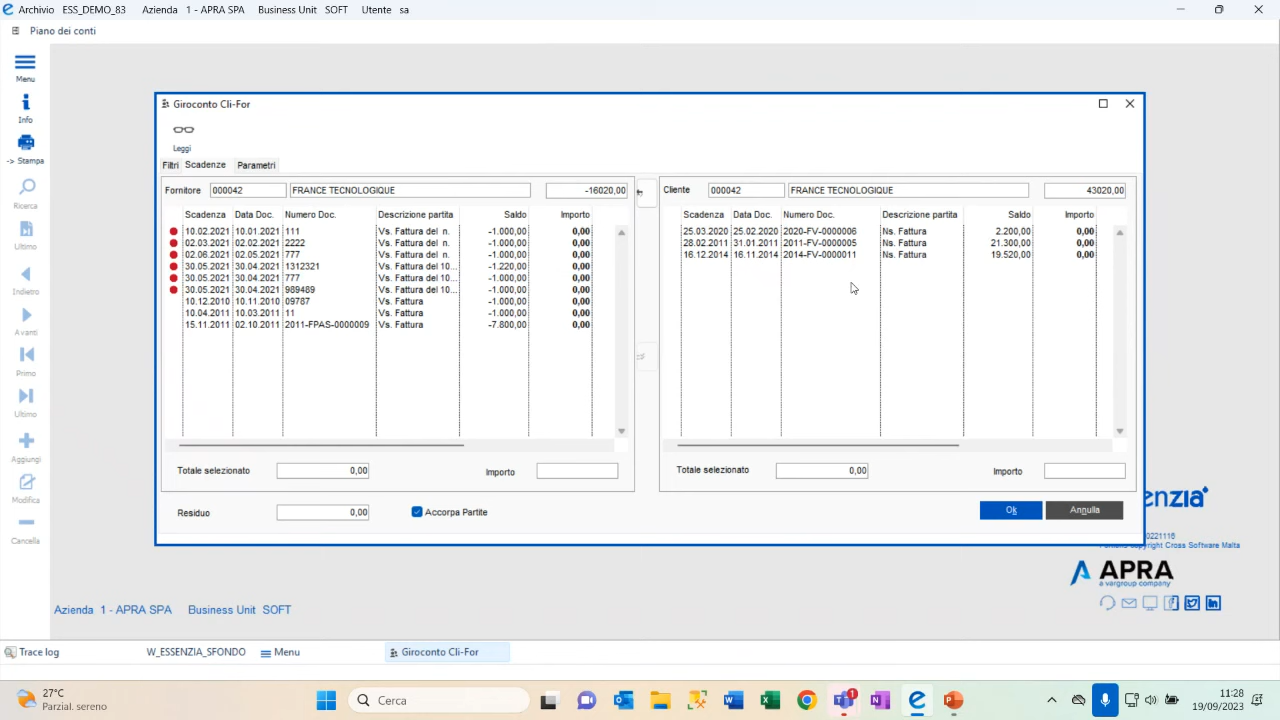 Archivio ESS_DEMO_83 Azienda 1 - APRA SPA Business Unit SOFT Utente sa
Piano dei conti
Menu
Info
-> Stampa
Ricerca
Ultimo
Indietro
Avanti
Primo
Ultimo
Aggiungi
Modifica
Cancella
Giroconto Cli-For
Leggi
Filtri Scadenze Parametri
Fornitore 000042 FRANCE TECNOLOGIQUE -16020,00
Scadenza Data Doc. Numero Doc. Descrizione partita Saldo Importo
10.02.2021 10.01.2021 111 Vs. Fattura del n. -1.000,00 0,00
02.03.2021 02.02.2021 2222 Vs. Fattura del n. -1.000,00 0,00
02.06.2021 02.05.2021 777 Vs. Fattura del n. -1.000,00 0,00
30.05.2021 30.04.2021 1312321 Vs. Fattura del 10... -1.220,00 0,00
30.05.2021 30.04.2021 777 Vs. Fattura del 10... -1.000,00 0,00
30.05.2021 30.04.2021 989489 Vs. Fattura del 10... -1.000,00 0,00
10.12.2010 10.11.2010 09787 Vs. Fattura -1.000,00 0,00
10.04.2011 10.03.2011 11 Vs. Fattura -1.000,00 0,00
15.11.2011 02.10.2011 2011-FPAS-0000009 Vs. Fattura -7.800,00 0,00
Totale selezionato 0,00 Importo
Cliente 000042 FRANCE TECNOLOGIQUE 43020,00
Scadenza Data Doc. Numero Doc. Descrizione partita Saldo Importo
25.03.2020 25.02.2020 2020-FV-0000006 Ns. Fattura 2.200,00 0,00
28.02.2011 31.01.2011 2011-FV-0000005 Ns. Fattura 21.300,00 0,00
16.12.2014 16.11.2014 2014-FV-0000011 Ns. Fattura 19.520,00 0,00
Totale selezionato 0,00 Importo
Residuo 0,00 Accorpa Partite
Ok Annulla
enzia
0221116
copyright Cross Software Malta
APRA
a vargroup company
Azienda 1 - APRA SPA Business Unit SOFT
Trace log W_ESSENZIA_SFONDO Menu Giroconto Cli-For
27°C
Parzial. sereno
Cerca
1
11:28
19/09/2023